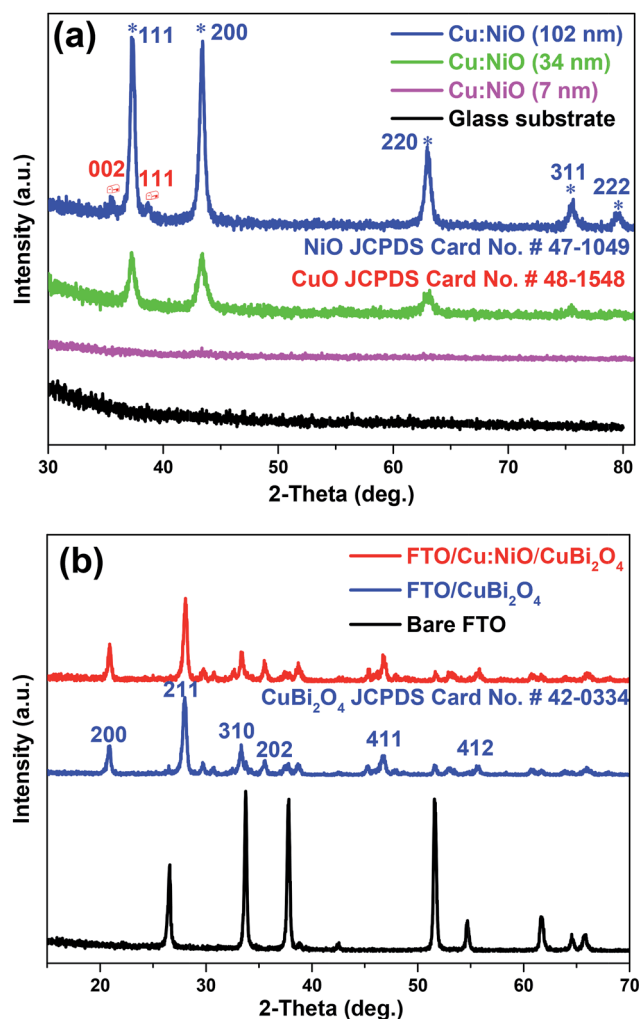 (a)
* 111
* 200
Cu:NiO (102 nm)
Cu:NiO (34 nm)
Cu:NiO (7 nm)
Glass substrate
002
111
220 *
311
*
222
*
NiO JCPDS Card No. # 47-1049
CuO JCPDS Card No. # 48-1548
Intensity (a.u.)
30 40 50 60 70 80
2-Theta (deg.)
(b)
FTO/Cu:NiO/CuBi₂O₄
FTO/CuBi₂O₄
Bare FTO
CuBi₂O₄ JCPDS Card No. # 42-0334
200
211
310
202
411
412
Intensity (a.u.)
20 30 40 50 60 70
2-Theta (deg.)